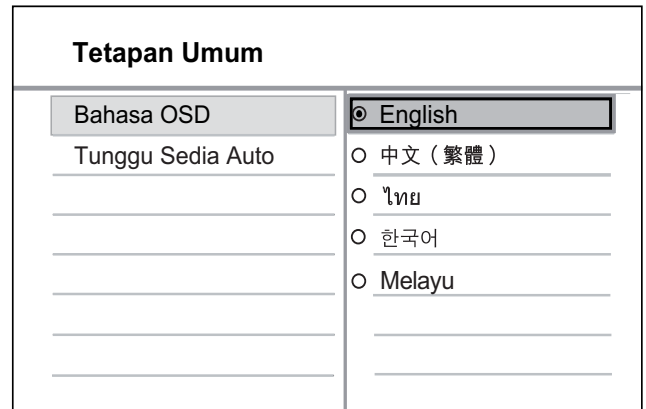 Tetapan Umum
Bahasa OSD
Tunggu Sedia Auto
English
中文（繁體）
ไทย
한국어
Melayu